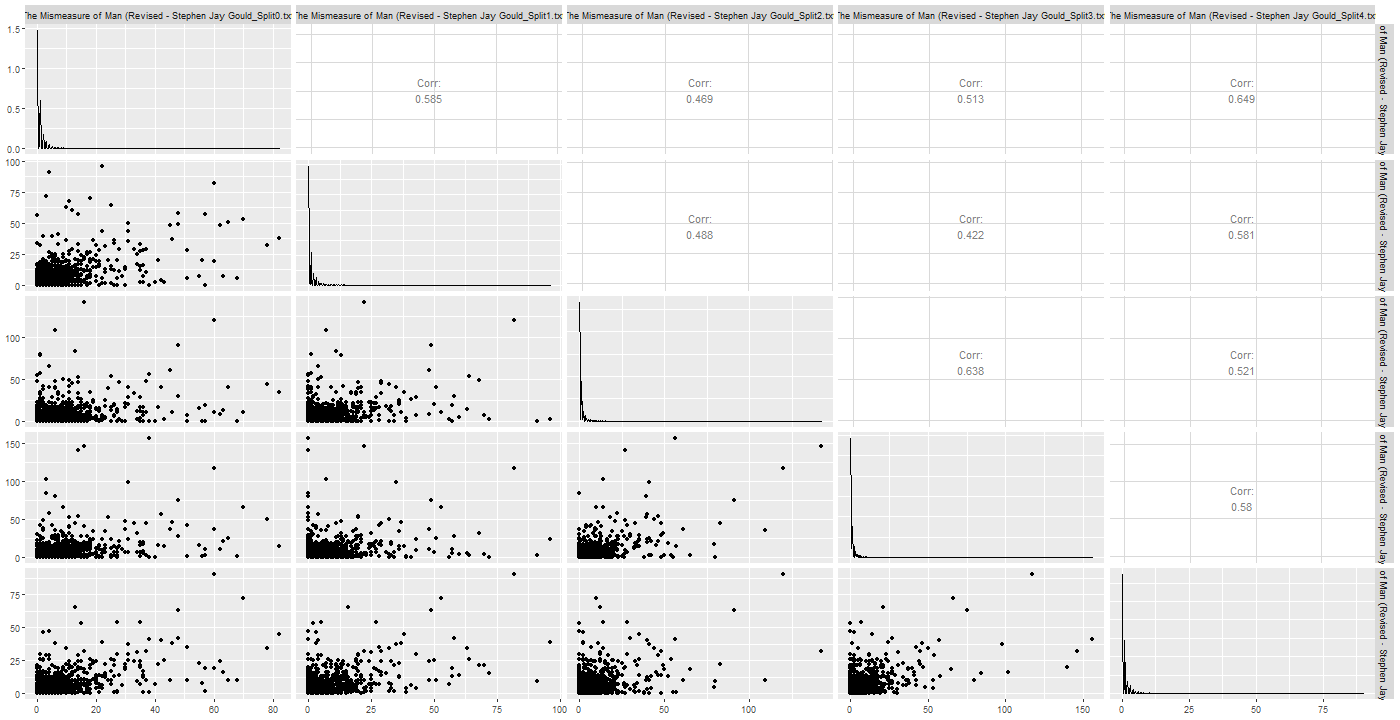 The Mismeasure of Man (Revised - Stephen Jay Gould_Split0.tx
The Mismeasure of Man (Revised - Stephen Jay Gould_Split1.tx
The Mismeasure of Man (Revised - Stephen Jay Gould_Split2.tx
The Mismeasure of Man (Revised - Stephen Jay Gould_Split3.tx
The Mismeasure of Man (Revised - Stephen Jay Gould_Split4.tx
1.5
1.0
0.5
0.0
Corr:
0.585
Corr:
0.469
Corr:
0.513
Corr:
0.649
of Man (Revised - Stephen Jay
100
75
50
25
0
Corr:
0.488
Corr:
0.422
Corr:
0.581
of Man (Revised - Stephen Jay
100
50
0
Corr:
0.638
Corr:
0.521
of Man (Revised - Stephen Jay
150
100
50
0
Corr:
0.58
of Man (Revised - Stephen Jay
75
50
25
0
of Man (Revised - Stephen Jay
0 20 40 60 80
0 25 50 75 100
0 50 100
0 50 100 150
0 25 50 75